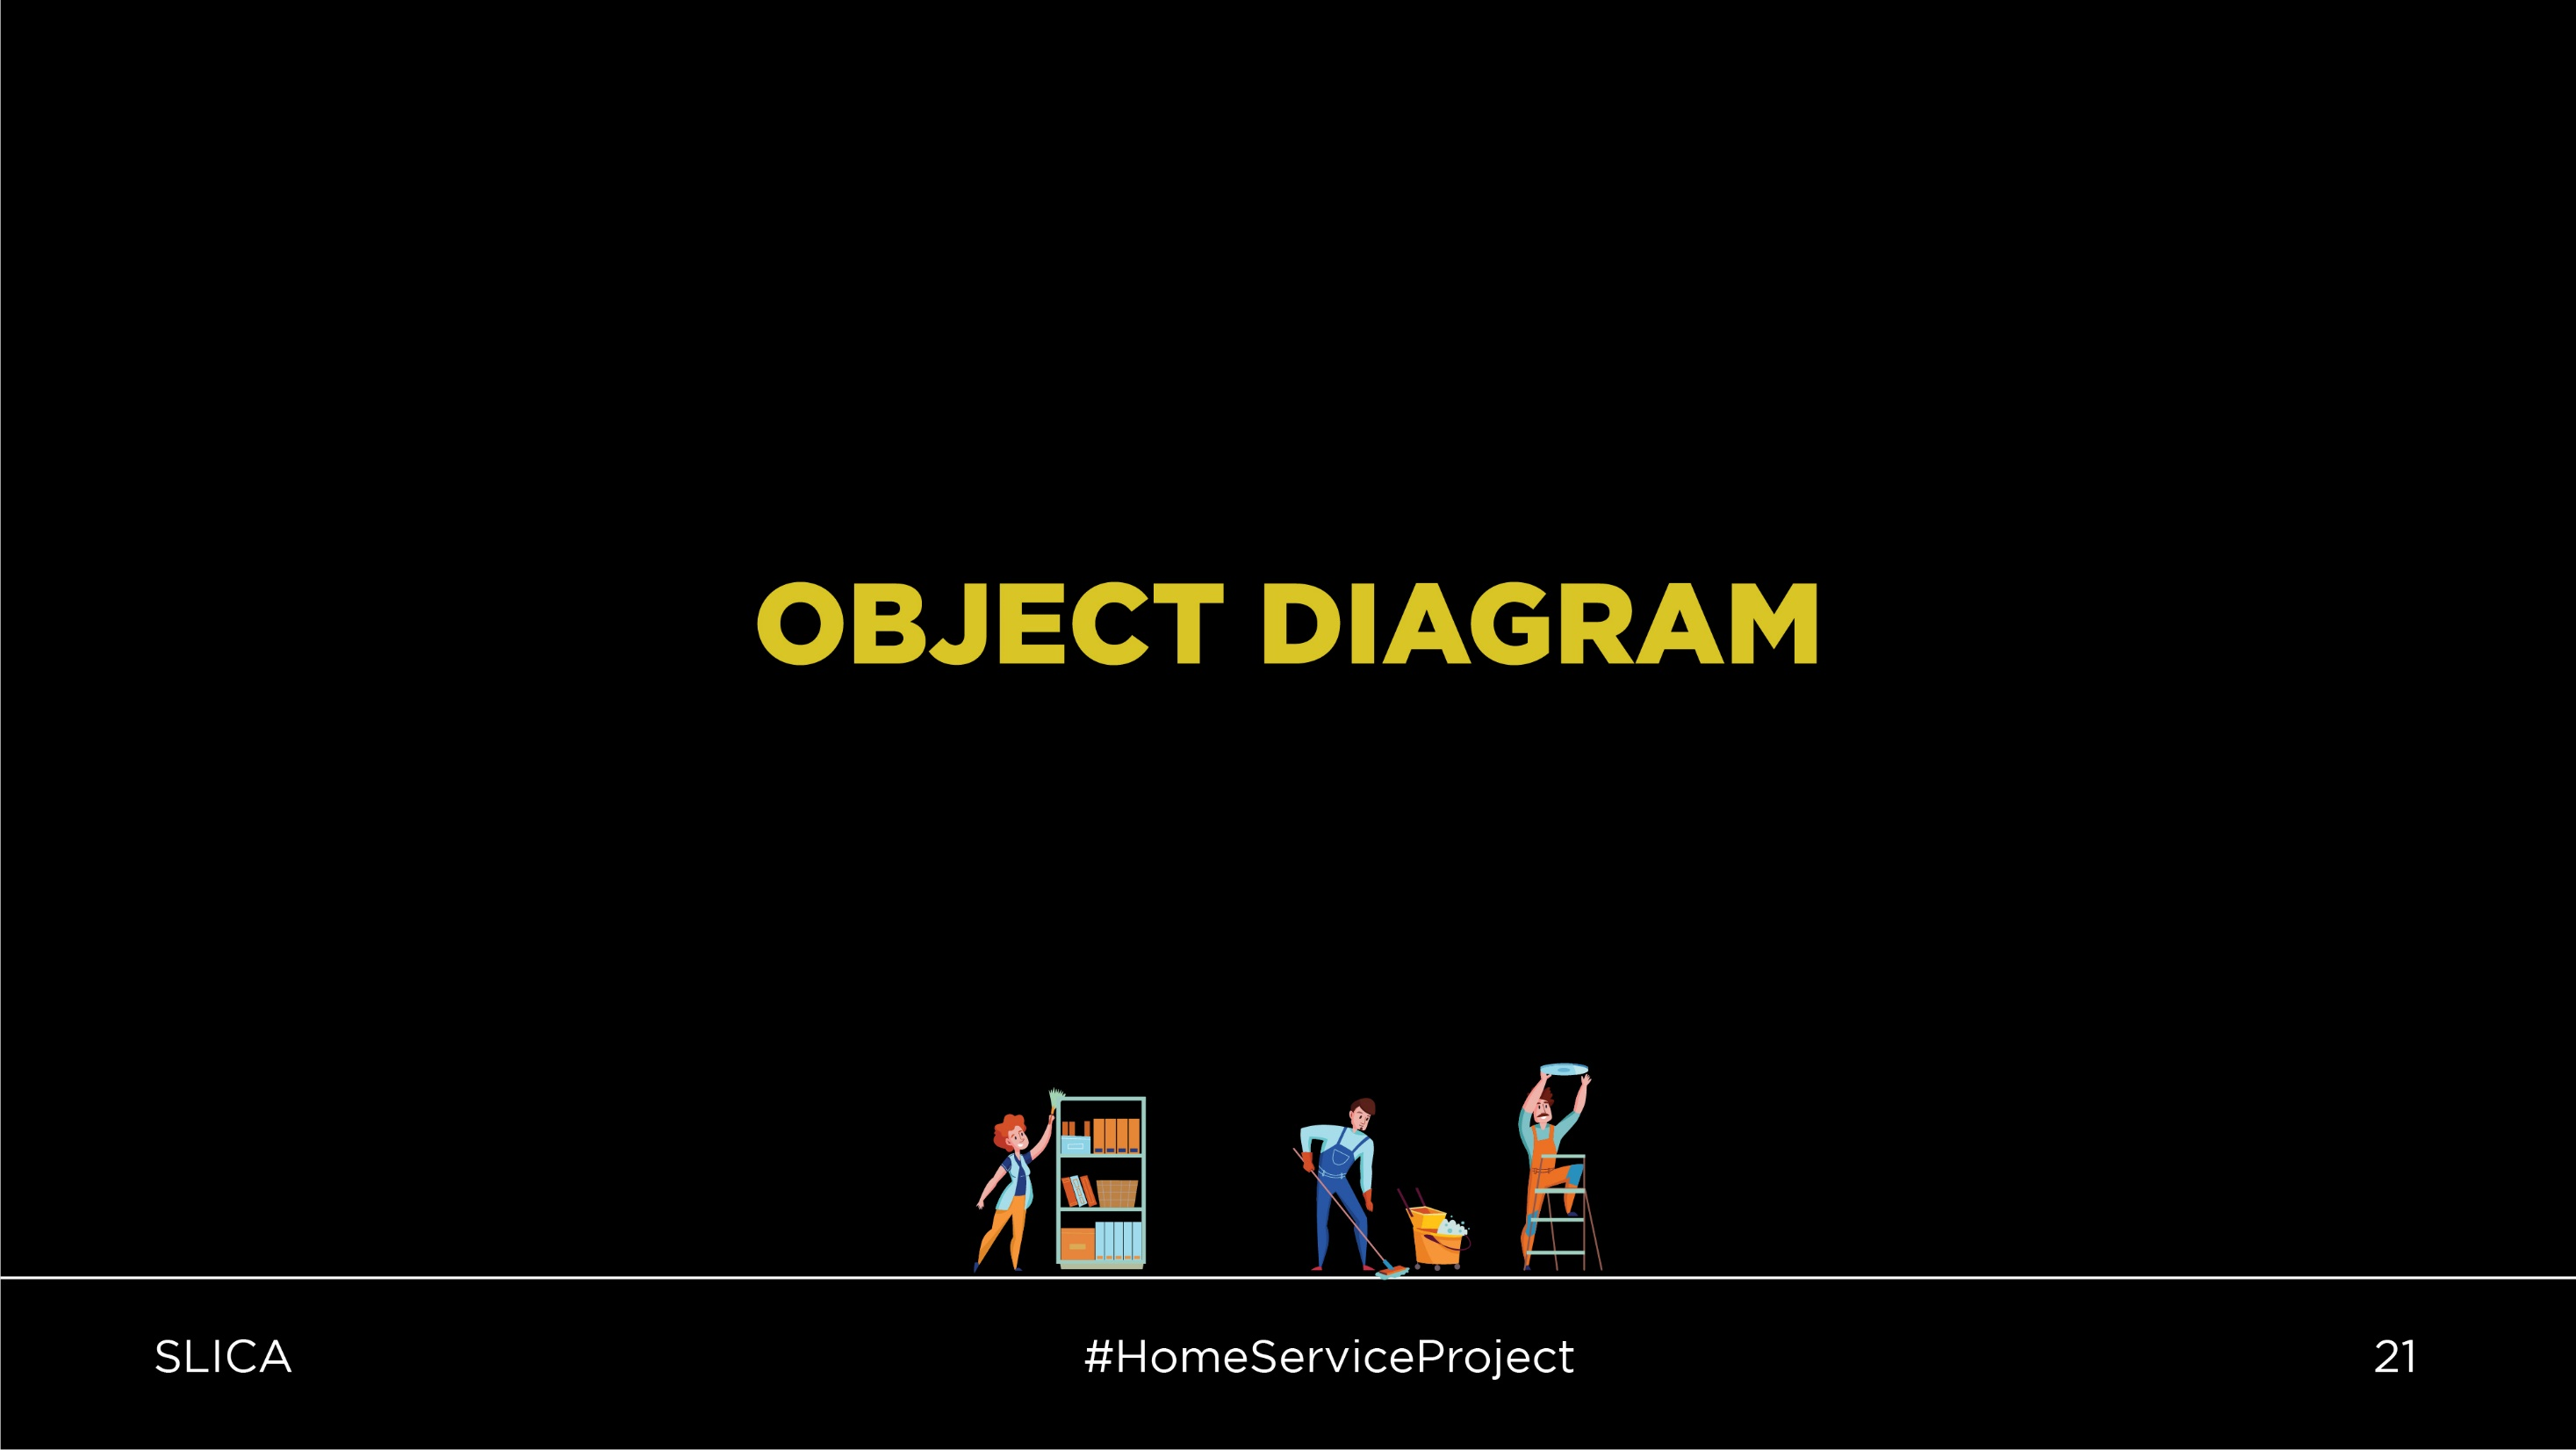 OBJECT DIAGRAM
SLICA
#HomeServiceProject
21